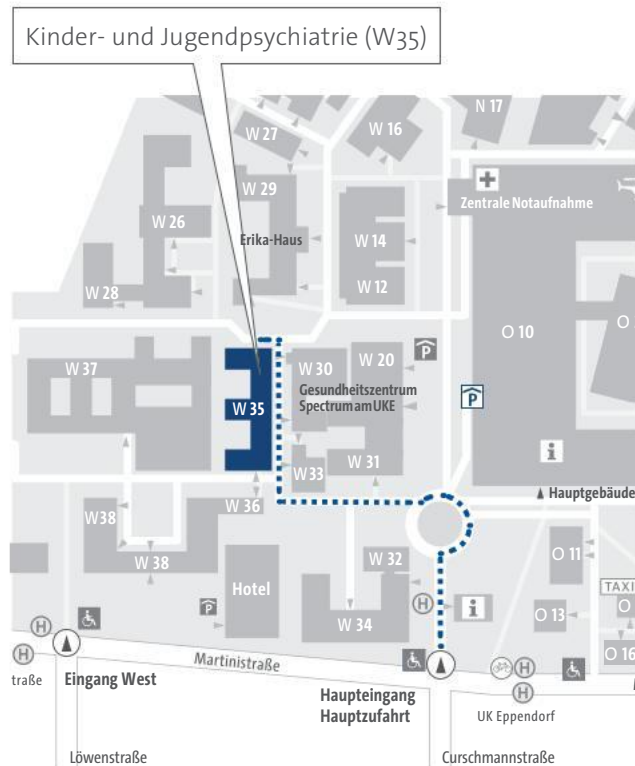 Kinder- und Jugendpsychiatrie (W35)
N 17
W 27
W 16
W 29
Zentrale Notaufnahme
W 26
Erika-Haus
W 14
W 12
W 28
O 10
O
W 37
W 30
W 20
P
Gesundheitszentrum
Spectrum am UKE
P
W 35
W 33
W 31
i
Hauptgebäude
W 36
W38
W 38
O 11
W 32
Hotel
TAXI
P
H
i
O 13
O
W 34
O 16
H
H
Martinistraße
H
H
traße
Eingang West
Haupteingang
Hauptzufahrt
UK Eppendorf
Löwenstraße
Curschmannstraße